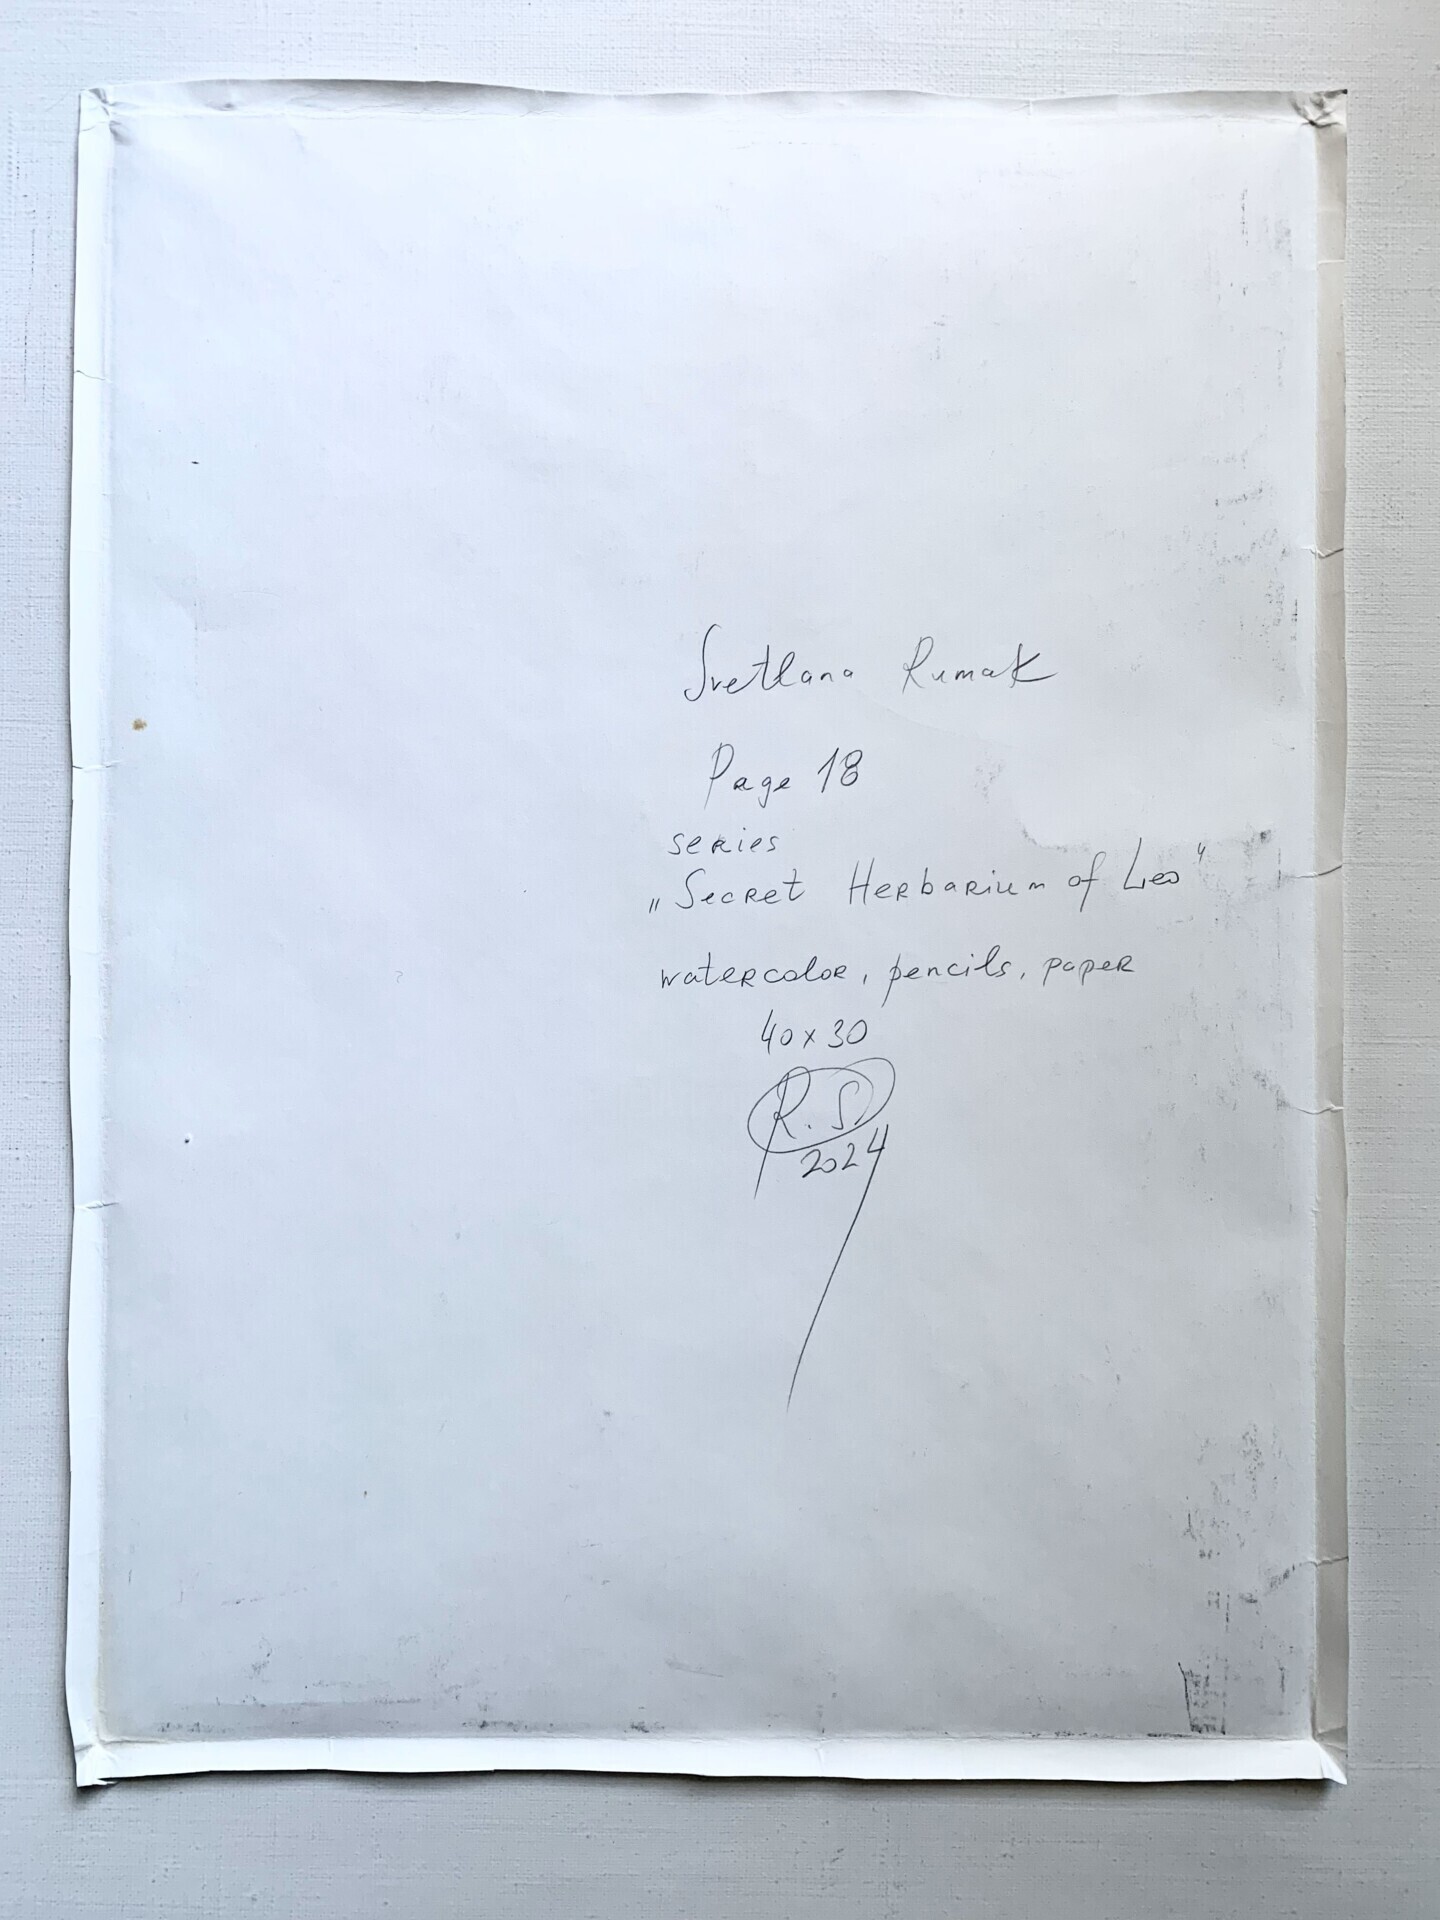 Svetlana Rumak
Page 18
series
„Secret Herbarium of Leo"
watercolor, pencils, paper
40x30
R.S.
2024